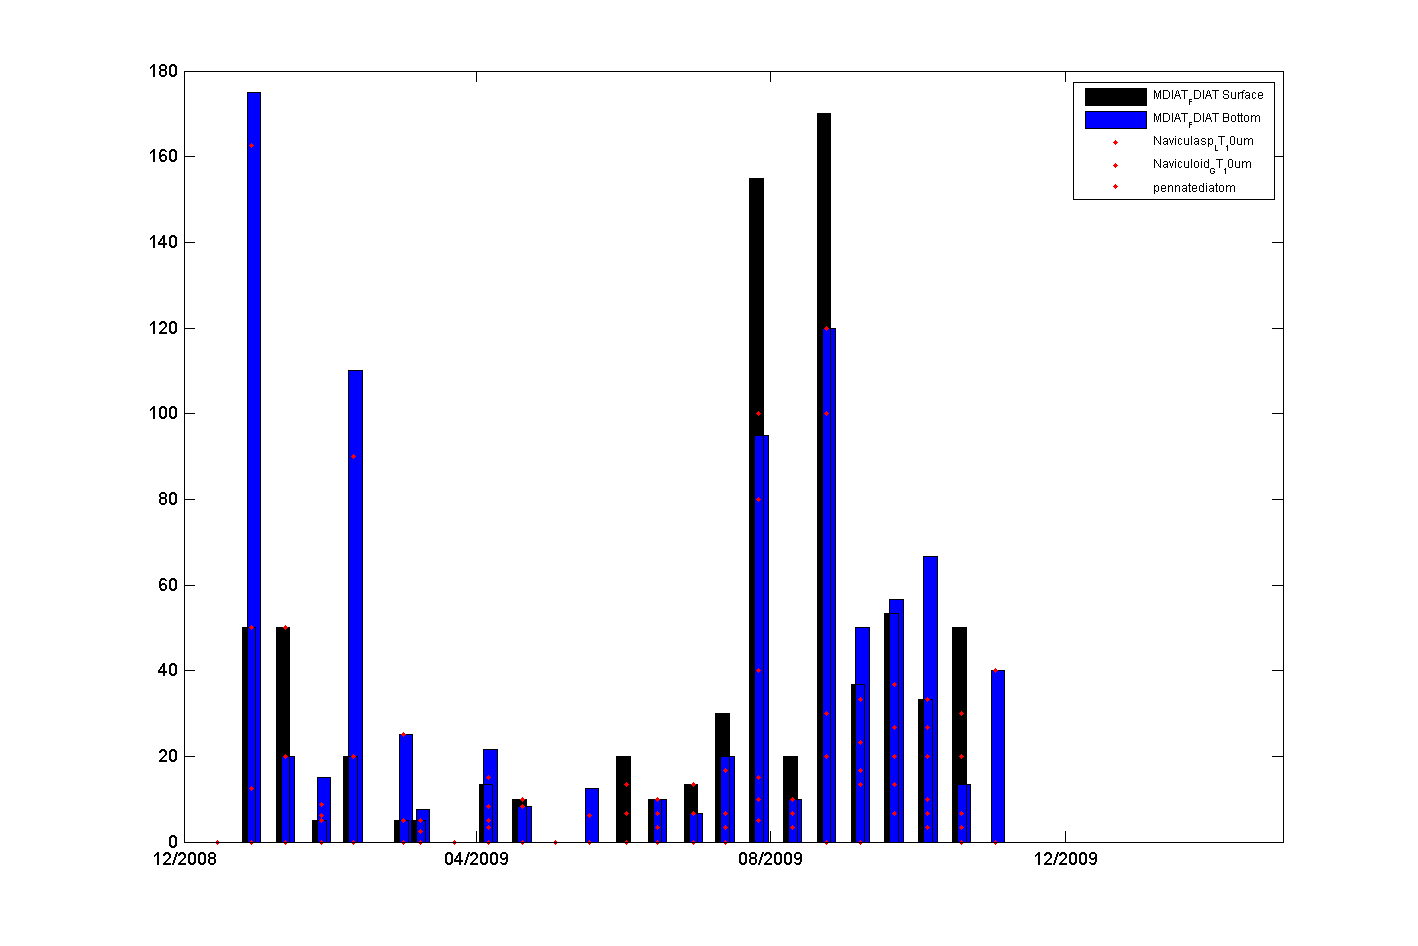 180
160
140
120
100
80
60
40
20
0
12/2008 04/2009 08/2009 12/2009
MDIAT_FDIAT Surface
MDIAT_FDIAT Bottom
Naviculasp_LT_10um
Naviculoid_GT_10um
pennatediatom